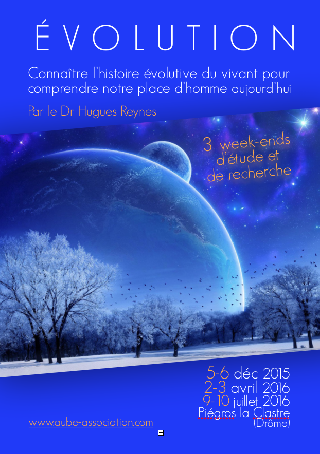 ÉVOLUTION
Connaître l'histoire évolutive du vivant pour
comprendre notre place d'homme aujourd'hui
Par le Dr Hugues Reynes
3 week-ends
d'étude et
de recherche
5-6 déc 2015
2-3 avril 2016
9-10 juillet 2016
Piégros la Clastre
(Drôme)
www.aube-association.com